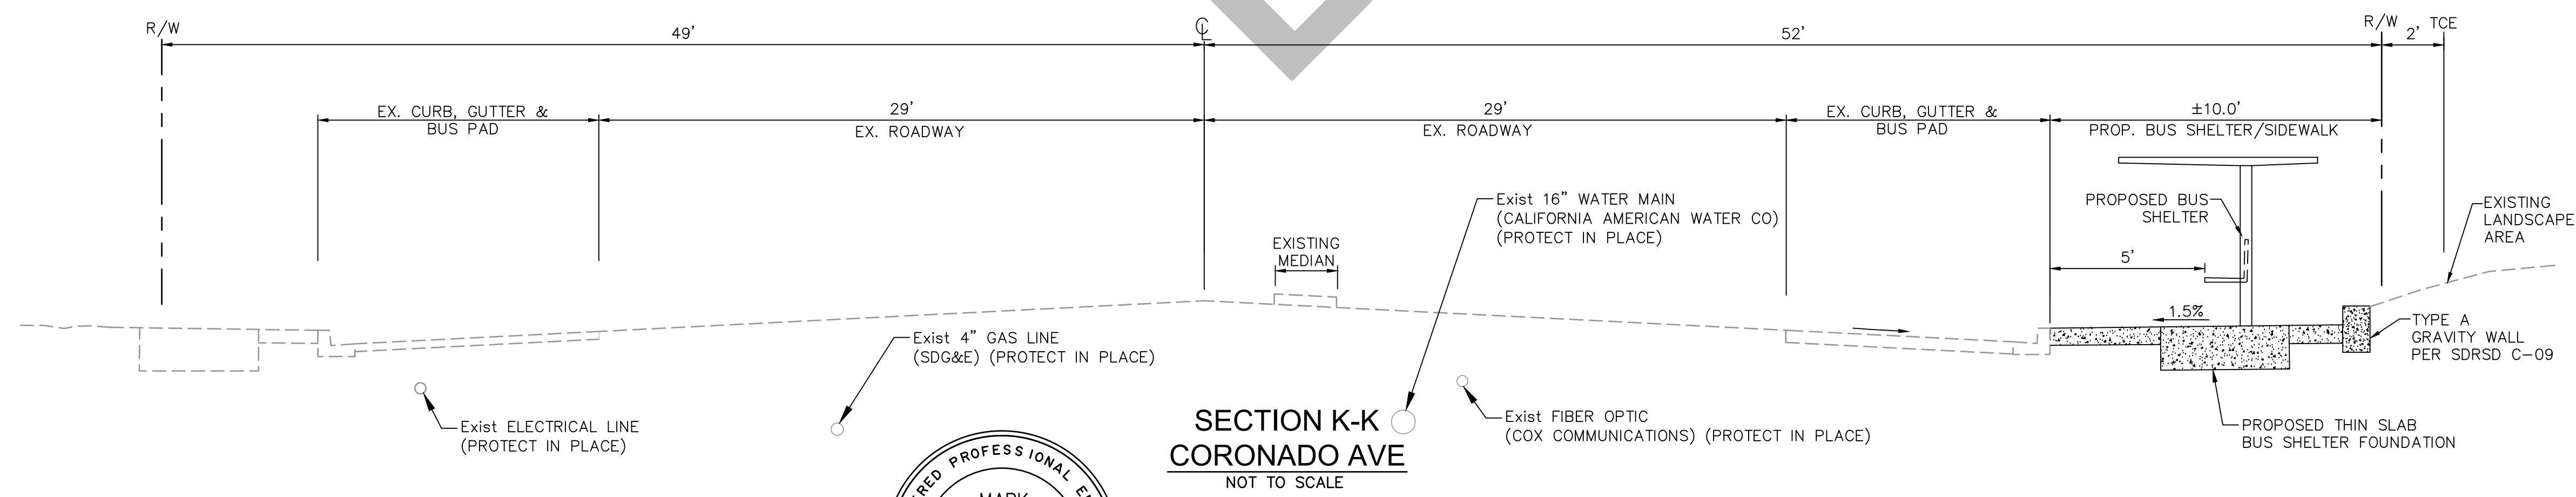 R/W
49'
℄
52'
R/W
2'
TCE
EX. CURB, GUTTER &
BUS PAD
29'
EX. ROADWAY
29'
EX. ROADWAY
EX. CURB, GUTTER &
BUS PAD
±10.0'
PROP. BUS SHELTER/SIDEWALK
Exist 16" WATER MAIN
(CALIFORNIA AMERICAN WATER CO)
(PROTECT IN PLACE)
PROPOSED BUS
SHELTER
EXISTING
LANDSCAPE
AREA
EXISTING
MEDIAN
5'
1.5%
Exist 4" GAS LINE
(SDG&E) (PROTECT IN PLACE)
TYPE A
GRAVITY WALL
PER SDRSD C-09
Exist ELECTRICAL LINE
(PROTECT IN PLACE)
Exist FIBER OPTIC
(COX COMMUNICATIONS) (PROTECT IN PLACE)
PROPOSED THIN SLAB
BUS SHELTER FOUNDATION
SECTION K-K
CORONADO AVE
NOT TO SCALE
PROFESSIONAL
MARK